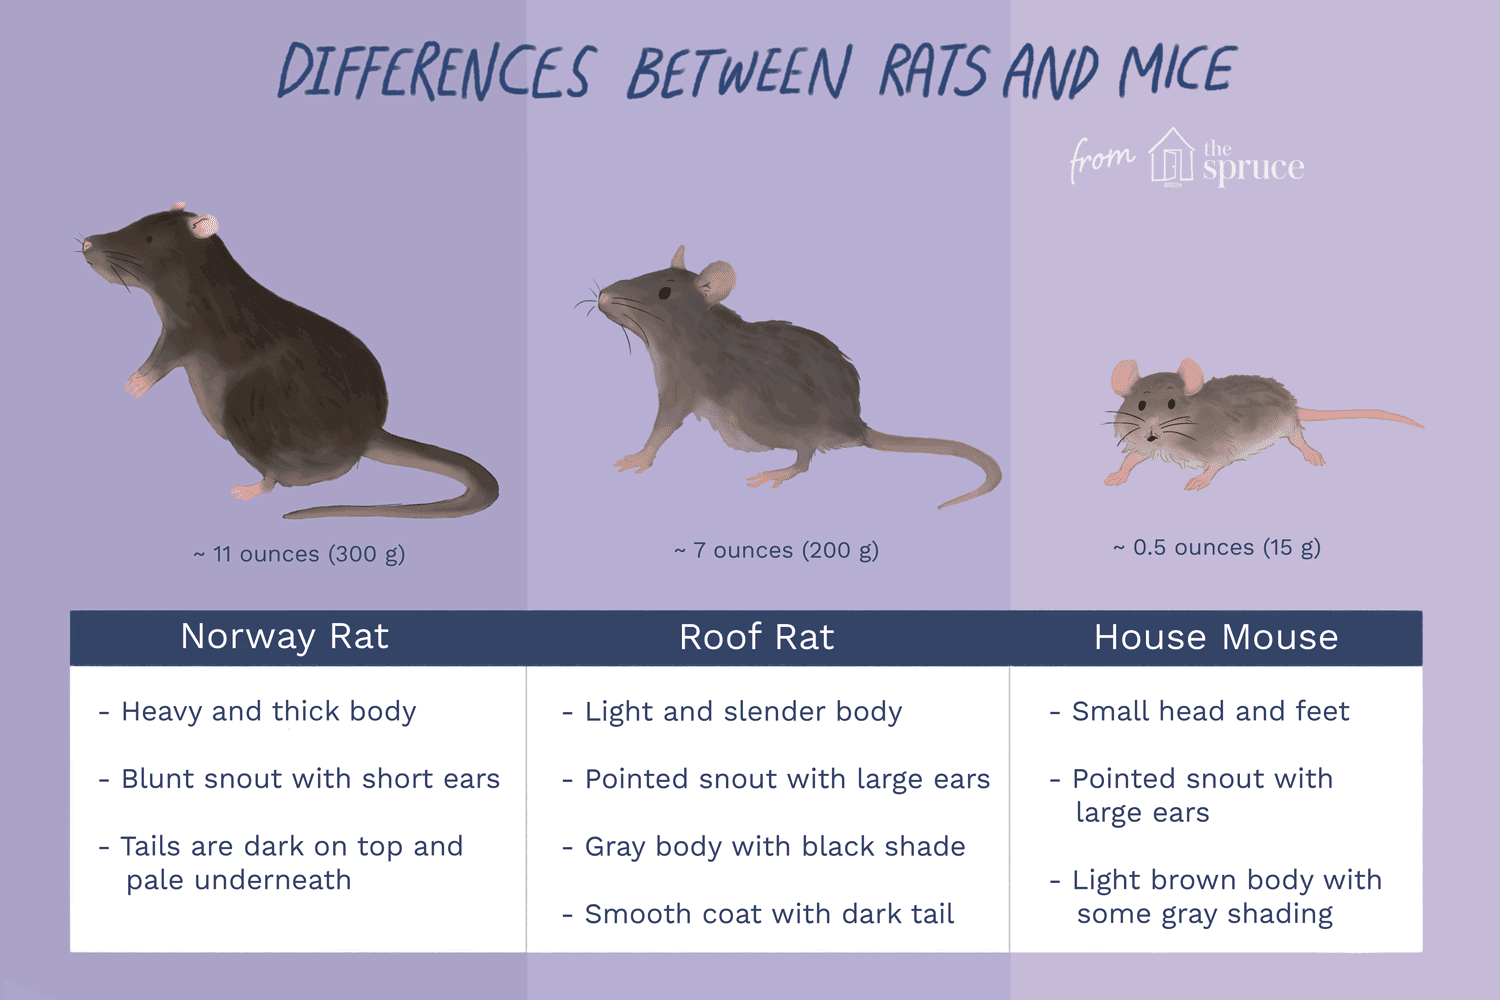 DIFFERENCES BETWEEN RATS AND MICE
from the spruce
~ 11 ounces (300 g)
~ 7 ounces (200 g)
~ 0.5 ounces (15 g)
Norway Rat
- Heavy and thick body
- Blunt snout with short ears
- Tails are dark on top and
pale underneath
Roof Rat
- Light and slender body
- Pointed snout with large ears
- Gray body with black shade
- Smooth coat with dark tail
House Mouse
- Small head and feet
- Pointed snout with
large ears
- Light brown body with
some gray shading